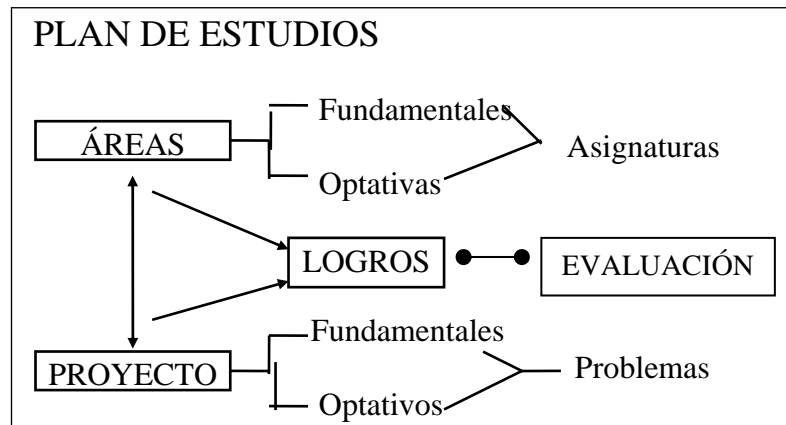 PLAN DE ESTUDIOS
Fundamentales
ÁREAS
Asignaturas
Optativas
LOGROS
EVALUACIÓN
Fundamentales
PROYECTO
Problemas
Optativos